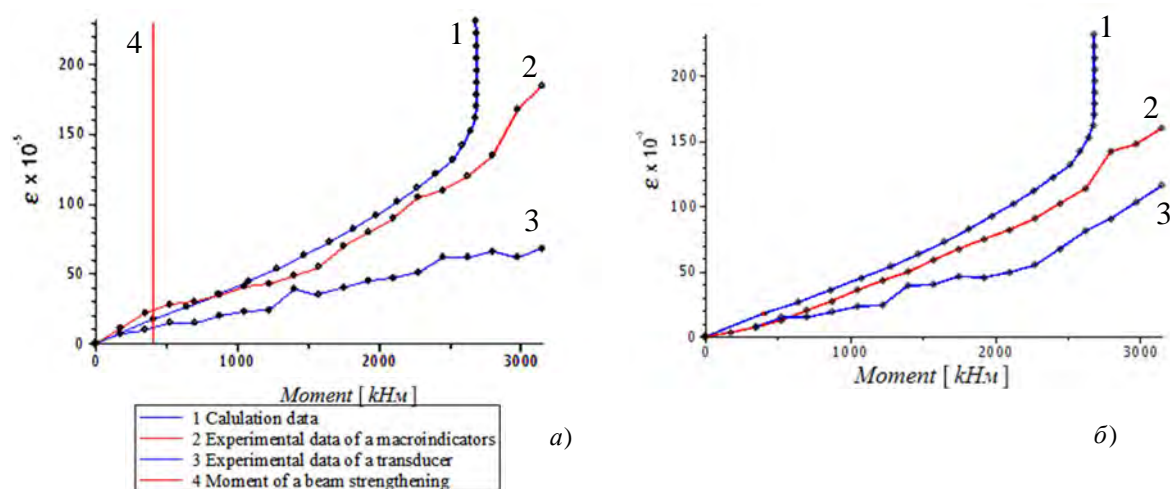 4
1
2
3
200
150
100
50
0
ε x 10⁻⁵
0
1000
2000
3000
Moment [ kHм ]
1 Calulation data
2 Experimental data of a macroindicators
3 Experimental data of a transducer
4 Moment of a beam strengthening
а)
1
2
3
200
150
100
50
0
ε x 10⁻⁵
0
1000
2000
3000
Moment [ kHм ]
б)